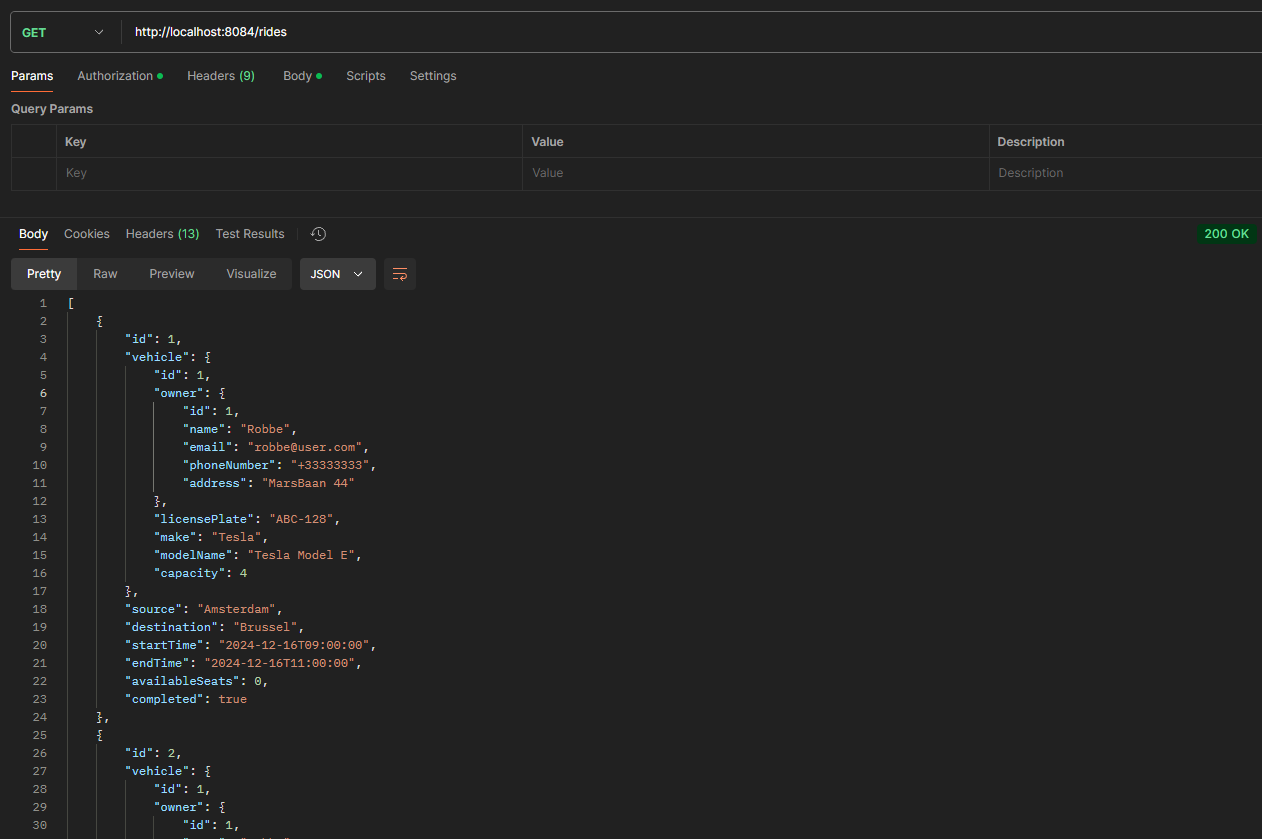 GET http://localhost:8084/rides
Params Authorization Headers (9) Body Scripts Settings
Query Params
Key Value Description
Key Value Description
Body Cookies Headers (13) Test Results 200 OK
Pretty Raw Preview Visualize JSON
1 [
2 {
3 "id": 1,
4 "vehicle": {
5 "id": 1,
6 "owner": {
7 "id": 1,
8 "name": "Robbe",
9 "email": "robbe@user.com",
10 "phoneNumber": "+33333333",
11 "address": "MarsBaan 44"
12 },
13 "licensePlate": "ABC-128",
14 "make": "Tesla",
15 "modelName": "Tesla Model E",
16 "capacity": 4
17 },
18 "source": "Amsterdam",
19 "destination": "Brussel",
20 "startTime": "2024-12-16T09:00:00",
21 "endTime": "2024-12-16T11:00:00",
22 "availableSeats": 0,
23 "completed": true
24 },
25 {
26 "id": 2,
27 "vehicle": {
28 "id": 1,
29 "owner": {
30 "id": 1,